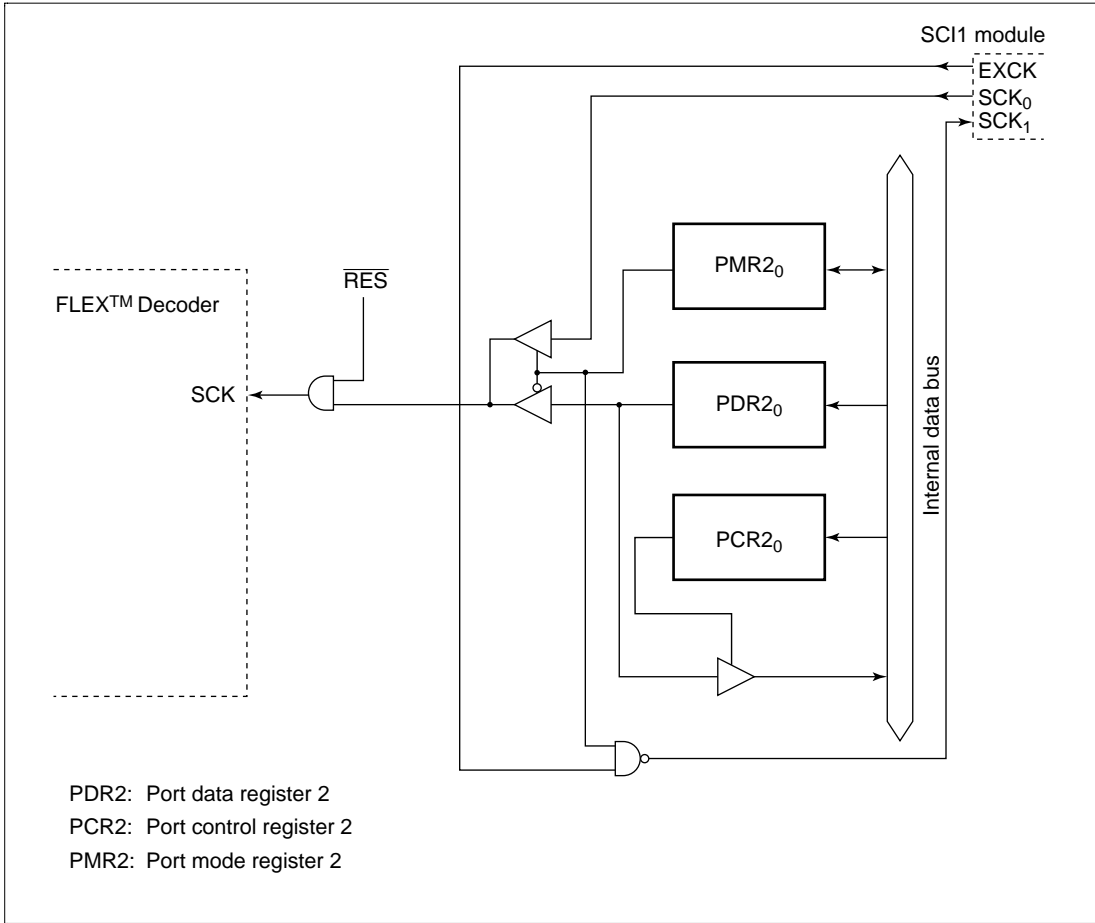 SCI1 module
EXCK
SCK0
SCK1
PMR20
RES
FLEX™ Decoder
SCK
PDR20
Internal data bus
PCR20
PDR2: Port data register 2
PCR2: Port control register 2
PMR2: Port mode register 2